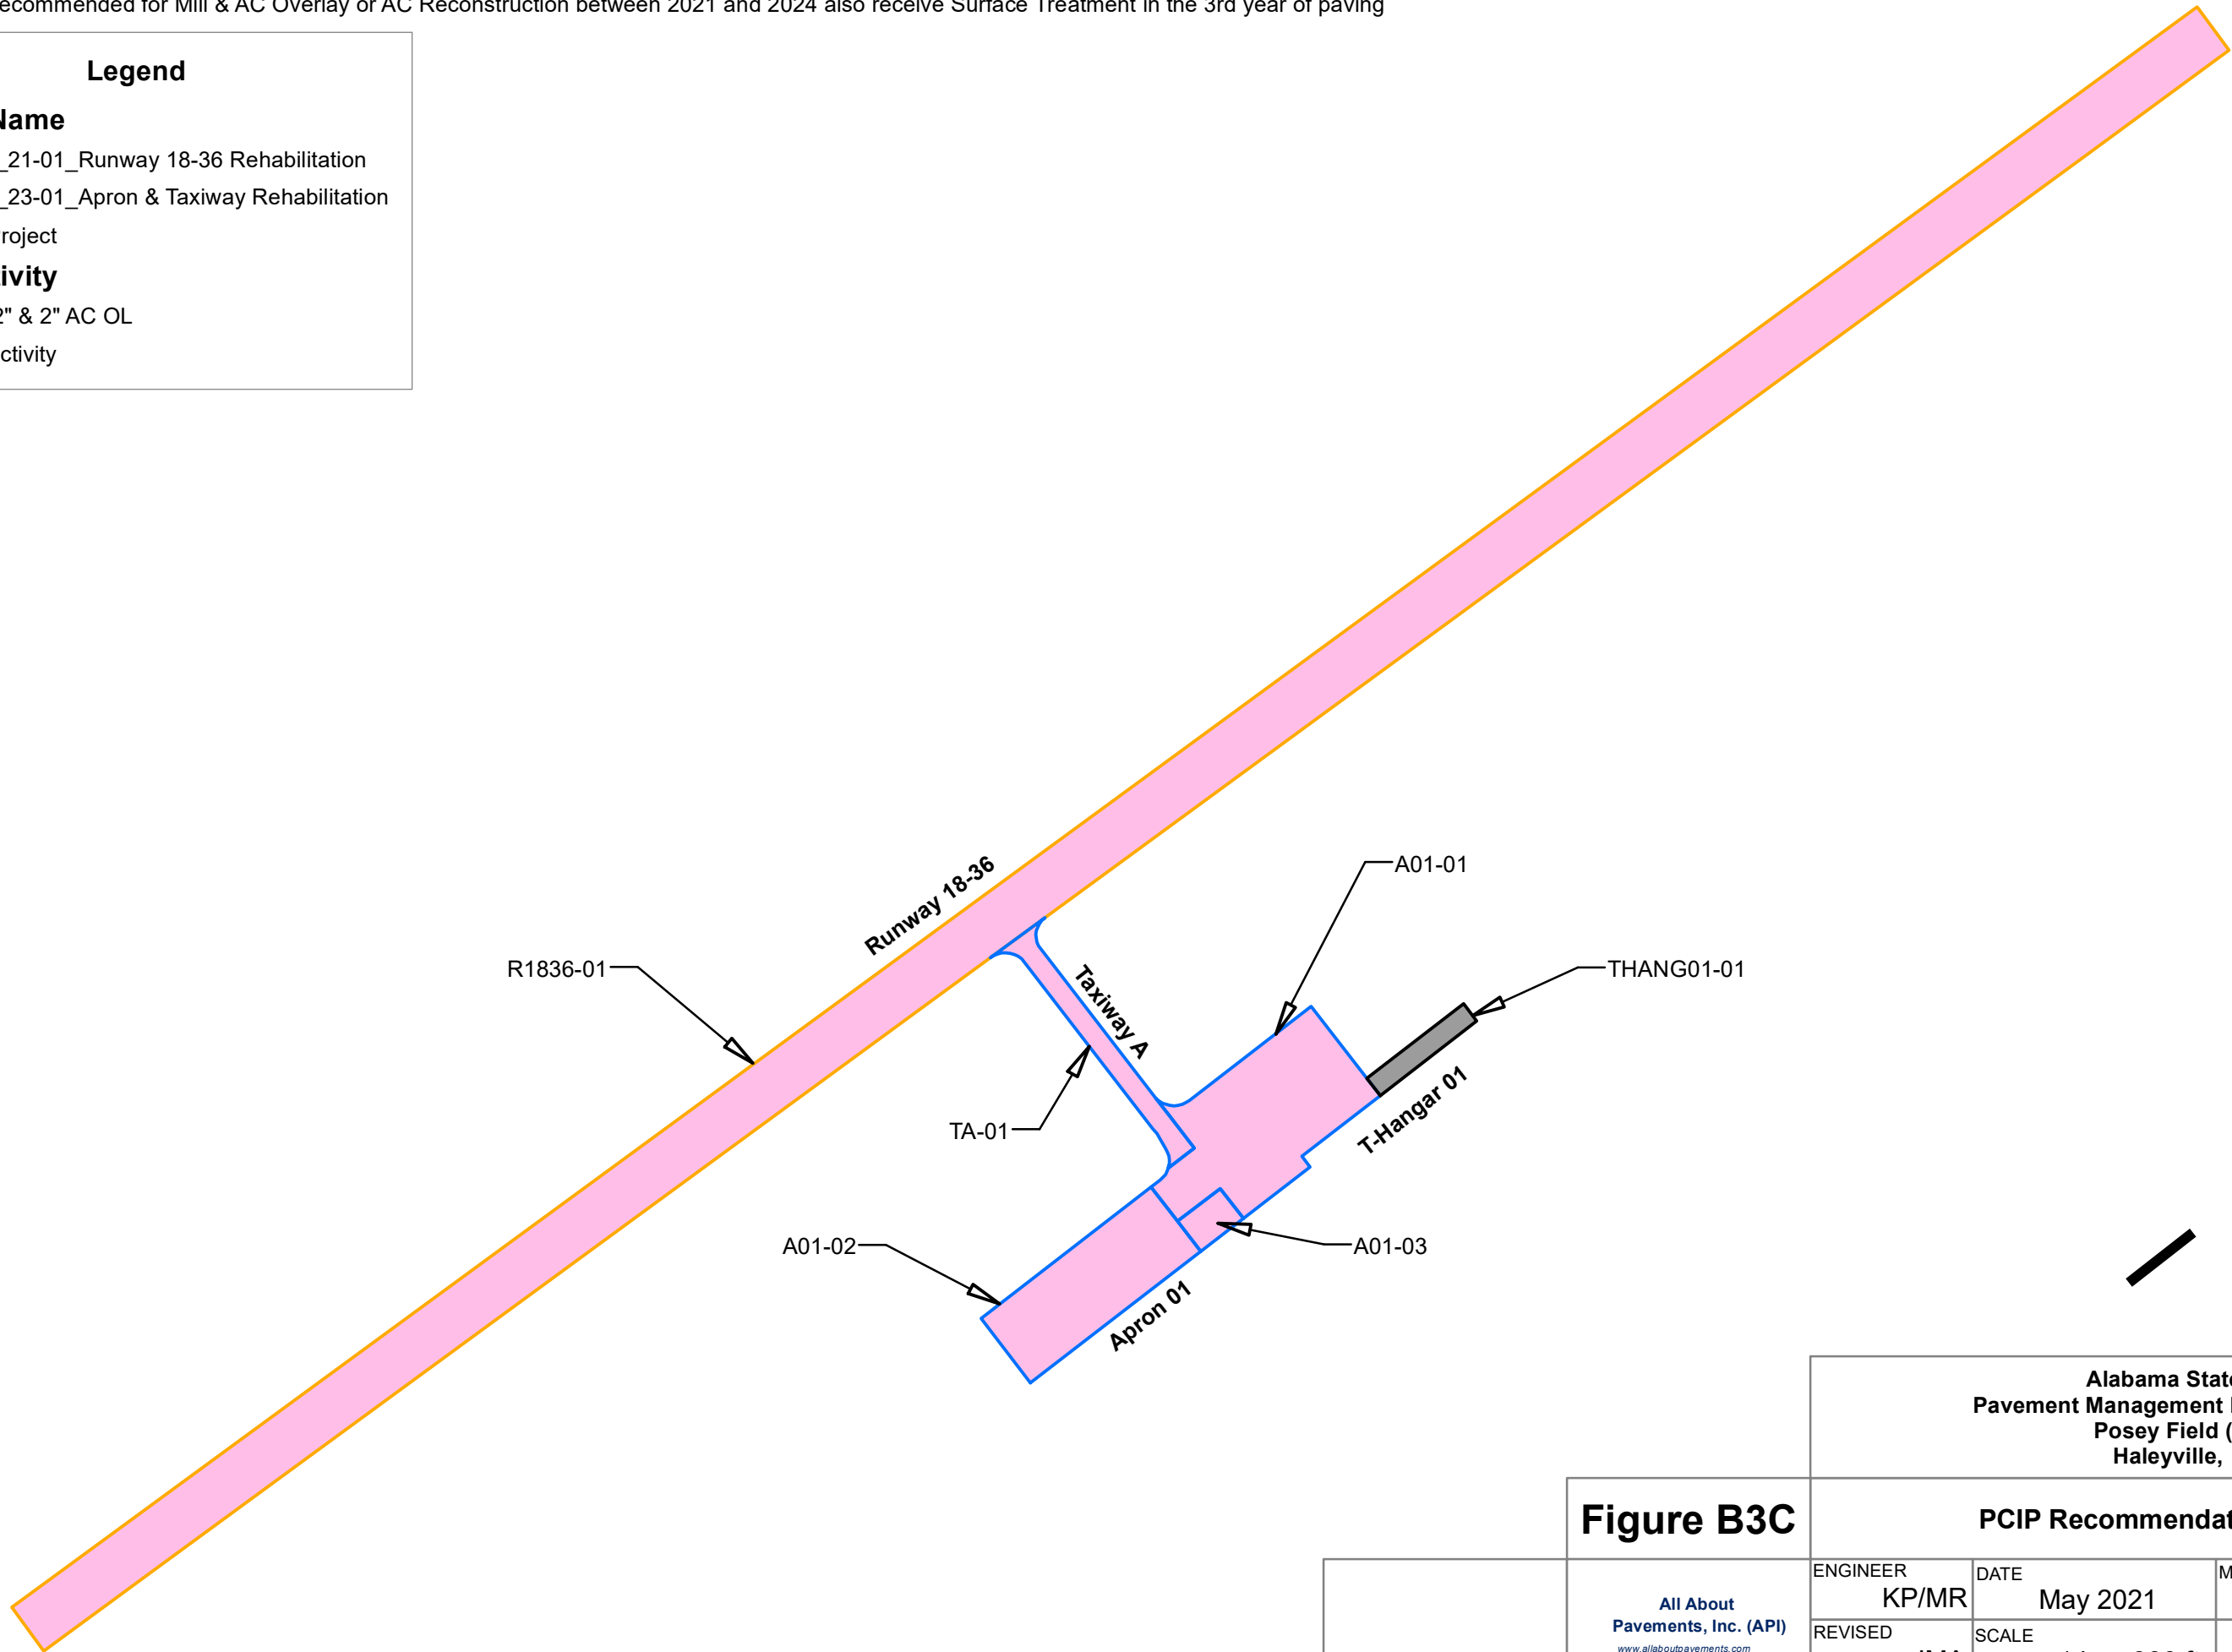 ecommended for Mill & AC Overlay or AC Reconstruction between 2021 and 2024 also receive Surface Treatment in the 3rd year of paving
Legend
Name
_21-01_Runway 18-36 Rehabilitation
_23-01_Apron & Taxiway Rehabilitation
roject
ivity
2" & 2" AC OL
ctivity
Runway 18-36
A01-01
R1836-01
THANG01-01
Taxiway A
TA-01
T-Hangar 01
A01-02
A01-03
Apron 01
Alabama State
Pavement Management
Posey Field (
Haleyville,
Figure B3C
PCIP Recommendat
ENGINEER
KP/MR
DATE
May 2021
M
All About
Pavements, Inc. (API)
www.allaboutpavements.com
REVISED
SCALE